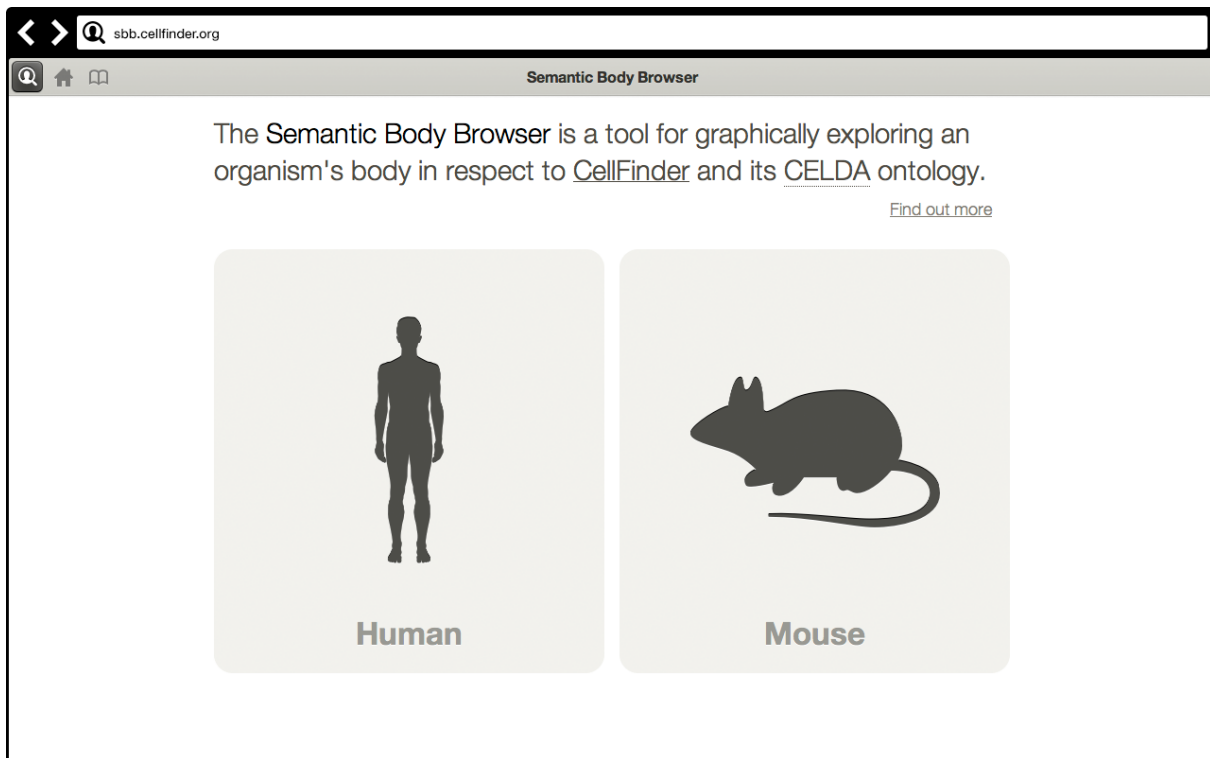 sbb.cellfinder.org
Semantic Body Browser
The Semantic Body Browser is a tool for graphically exploring an
organism's body in respect to CellFinder and its CELDA ontology.
Find out more
Human
Mouse